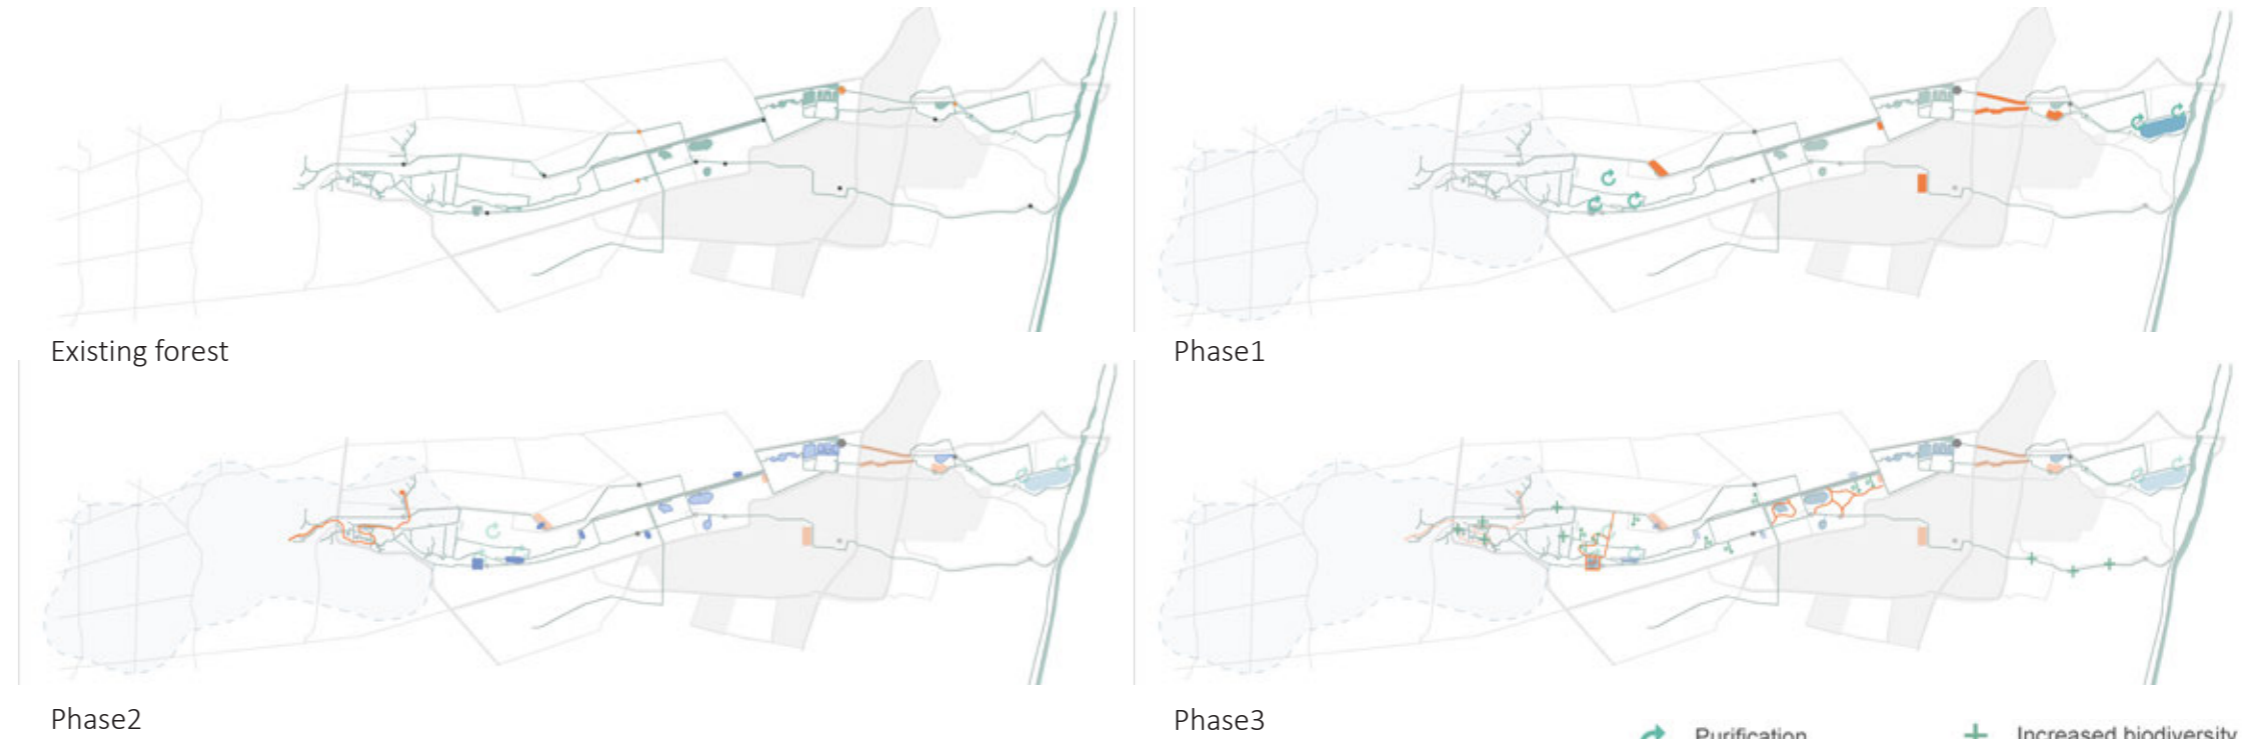 Existing forest
Phase1
Phase2
Phase3
Purification
Increased biodiversity